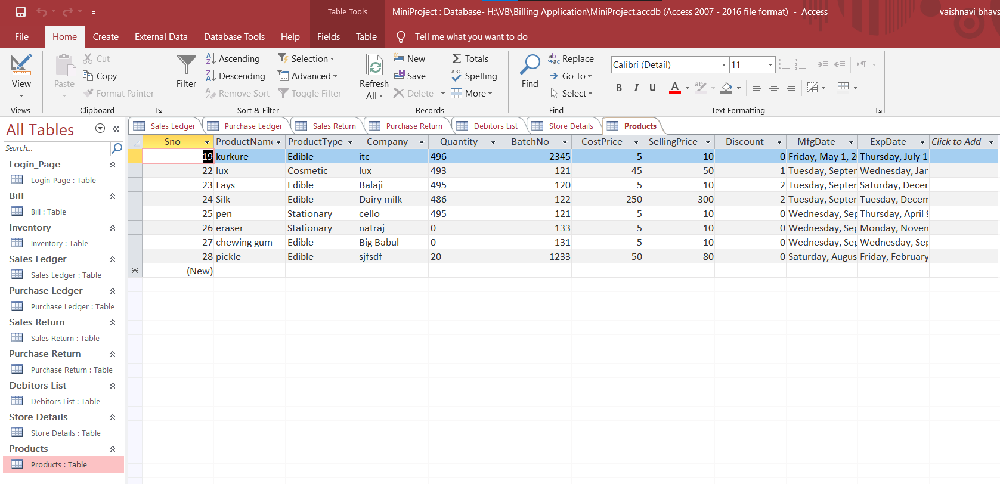 Table Tools
MiniProject : Database- H:\VB\Billing Application\MiniProject.accdb (Access 2007 - 2016 file format) - Access
vaishnavi bhavs
File Home Create External Data Database Tools Help Fields Table Tell me what you want to do
View
Views
Paste
Cut
Copy
Format Painter
Clipboard
Filter
Ascending
Descending
Remove Sort
Selection
Advanced
Toggle Filter
Sort & Filter
Refresh
All
New
Save
Delete
Totals
Spelling
More
Records
Find
Replace
Go To
Select
Find
Calibri (Detail) 11
B I U A
Text Formatting
All Tables
Search...
Login_Page
Login_Page : Table
Bill
Bill : Table
Inventory
Inventory : Table
Sales Ledger
Sales Ledger : Table
Purchase Ledger
Purchase Ledger : Table
Sales Return
Sales Return : Table
Purchase Return
Purchase Return : Table
Debitors List
Debitors List : Table
Store Details
Store Details : Table
Products
Products : Table
Sales Ledger Purchase Ledger Sales Return Purchase Return Debitors List Store Details Products
Sno ProductName ProductType Company Quantity BatchNo CostPrice SellingPrice Discount MfgDate ExpDate Click to Add
19 kurkure Edible itc 496 2345 5 10 0 Friday, May 1, 2 Thursday, July 1,
22 lux Cosmetic lux 493 121 45 50 1 Tuesday, Septer Wednesday, Jan
23 Lays Edible Balaji 495 120 5 10 2 Tuesday, Septer Saturday, Decer
24 Silk Edible Dairy milk 486 122 250 300 2 Tuesday, Septer Tuesday, Decem
25 pen Stationary cello 495 121 5 10 0 Wednesday, Sep Thursday, April 9
26 eraser Stationary natraj 0 133 5 10 0 Wednesday, Sep Monday, Noven
27 chewing gum Edible Big Babul 0 131 5 10 0 Wednesday, Sep Wednesday, Sep
28 pickle Edible sjfsdf 20 1233 50 80 0 Saturday, Augus Friday, February
(New)